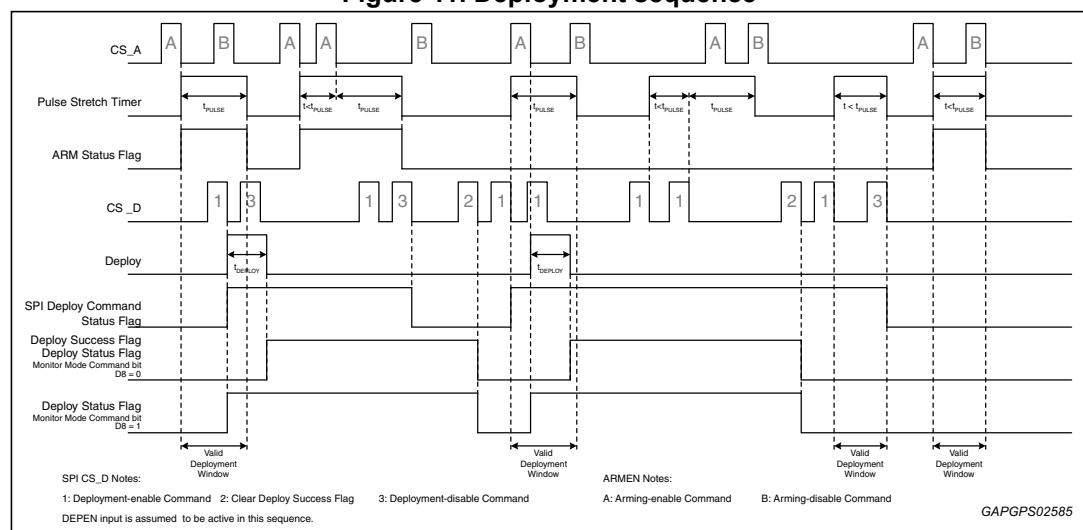 Figure 11. Deployment sequence
CS_A
A B A A B A B A B A B
Pulse Stretch Timer
tPULSE t<tPULSE tPULSE tPULSE t<tPULSE tPULSE t < tPULSE t<tPULSE
ARM Status Flag
CS _D
1 3 1 3 2 1 1 1 1 2 1 3
Deploy
tDEPLOY tDEPLOY
SPI Deploy Command
Status Flag
Deploy Success Flag
Deploy Status Flag
Monitor Mode Command bit
D8 = 0
Deploy Status Flag
Monitor Mode Command bit
D8 = 1
Valid Deployment Window
Valid Deployment Window
Valid Deployment Window
Valid Deployment Window
SPI CS_D Notes:
ARMEN Notes:
1: Deployment-enable Command 2: Clear Deploy Success Flag 3: Deployment-disable Command
A: Arming-enable Command B: Arming-disable Command
DEPEN input is assumed to be active in this sequence.
GAPGPS02585